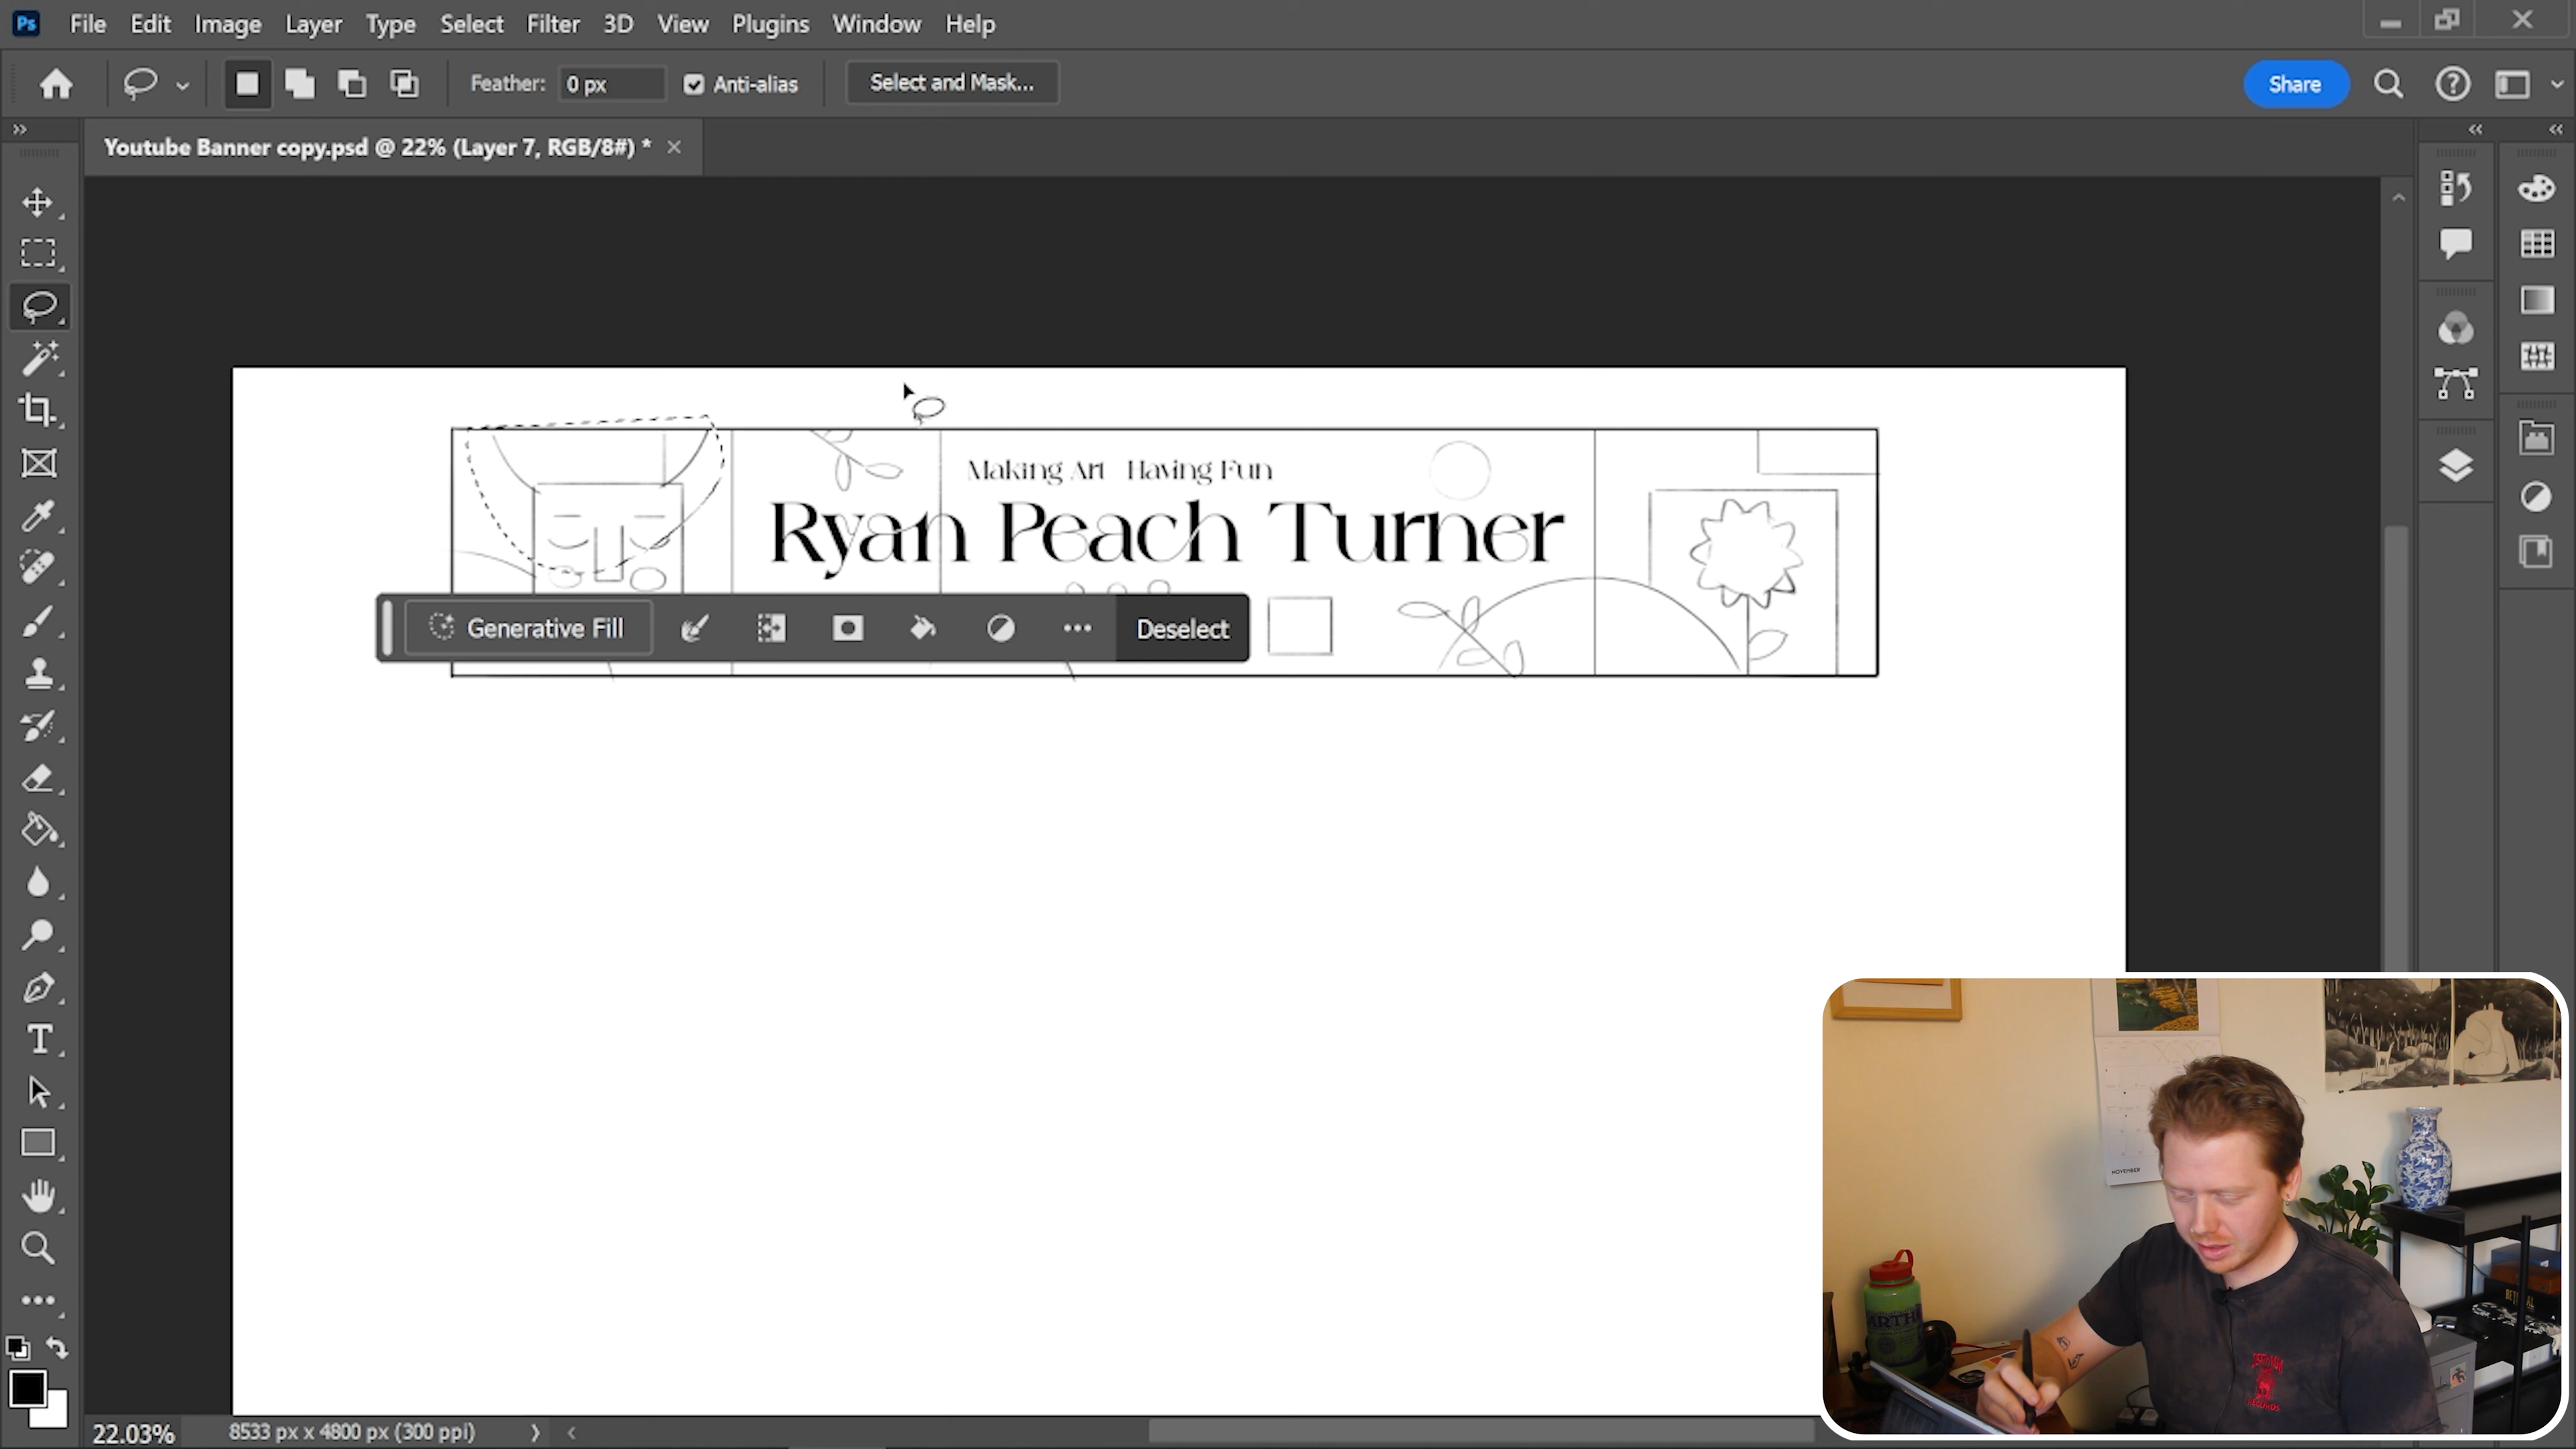 Ps File Edit Image Layer Type Select Filter 3D View Plugins Window Help
Feather: 0 px Anti-alias Select and Mask... Share
Youtube Banner copy.psd @ 22% (Layer 7, RGB/8#) *
Making Art Having Fun
Ryan Peach Turner
Generative Fill Deselect
NOVEMBER
22.03% 8533 px x 4800 px (300 ppi)